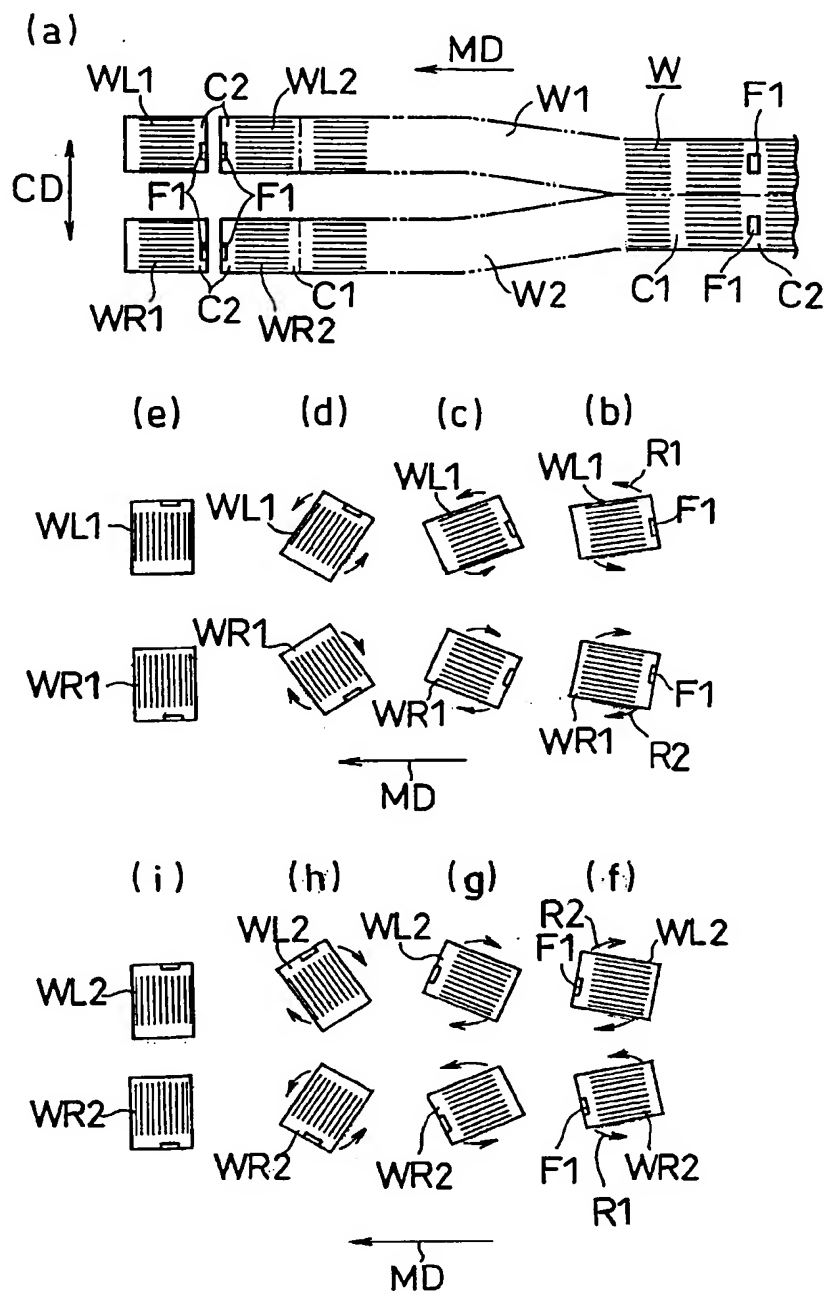 (a)
MD
WL1 C2 WL2 W1 W F1
CD
F1 F1
WR1 C2 WR2 C1 W2 C1 F1 C2
(e) (d) (c) (b)
WL1 WL1 WL1 WL1 R1 F1
WR1 WR1 WR1 WR1 F1 R2
MD
(i) (h) (g) (f)
WL2 WL2 WL2 F1 R2 WL2
WR2 WR2 WR2 F1 R1 WR2
MD